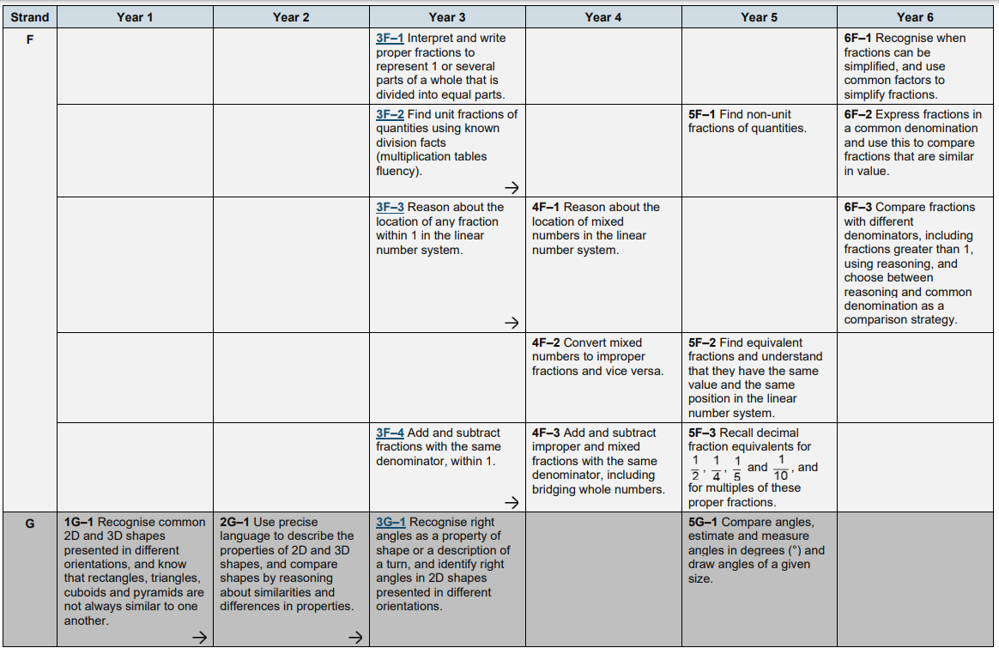 Strand Year 1 Year 2 Year 3 Year 4 Year 5 Year 6
F
3F–1 Interpret and write
proper fractions to
represent 1 or several
parts of a whole that is
divided into equal parts.
6F–1 Recognise when
fractions can be
simplified, and use
common factors to
simplify fractions.
3F–2 Find unit fractions of
quantities using known
division facts
(multiplication tables
fluency).
→
5F–1 Find non-unit
fractions of quantities.
6F–2 Express fractions in
a common denomination
and use this to compare
fractions that are similar
in value.
3F–3 Reason about the
location of any fraction
within 1 in the linear
number system.
→
4F–1 Reason about the
location of mixed
numbers in the linear
number system.
6F–3 Compare fractions
with different
denominators, including
fractions greater than 1,
using reasoning, and
choose between
reasoning and common
denomination as a
comparison strategy.
4F–2 Convert mixed
numbers to improper
fractions and vice versa.
5F–2 Find equivalent
fractions and understand
that they have the same
value and the same
position in the linear
number system.
3F–4 Add and subtract
fractions with the same
denominator, within 1.
→
4F–3 Add and subtract
improper and mixed
fractions with the same
denominator, including
bridging whole numbers.
5F–3 Recall decimal
fraction equivalents for
1/2, 1/4, 1/5 and 1/10, and
for multiples of these
proper fractions.
G
1G–1 Recognise common
2D and 3D shapes
presented in different
orientations, and know
that rectangles, triangles,
cuboids and pyramids are
not always similar to one
another.
→
2G–1 Use precise
language to describe the
properties of 2D and 3D
shapes, and compare
shapes by reasoning
about similarities and
differences in properties.
→
3G–1 Recognise right
angles as a property of
shape or a description of
a turn, and identify right
angles in 2D shapes
presented in different
orientations.
5G–1 Compare angles,
estimate and measure
angles in degrees (°) and
draw angles of a given
size.